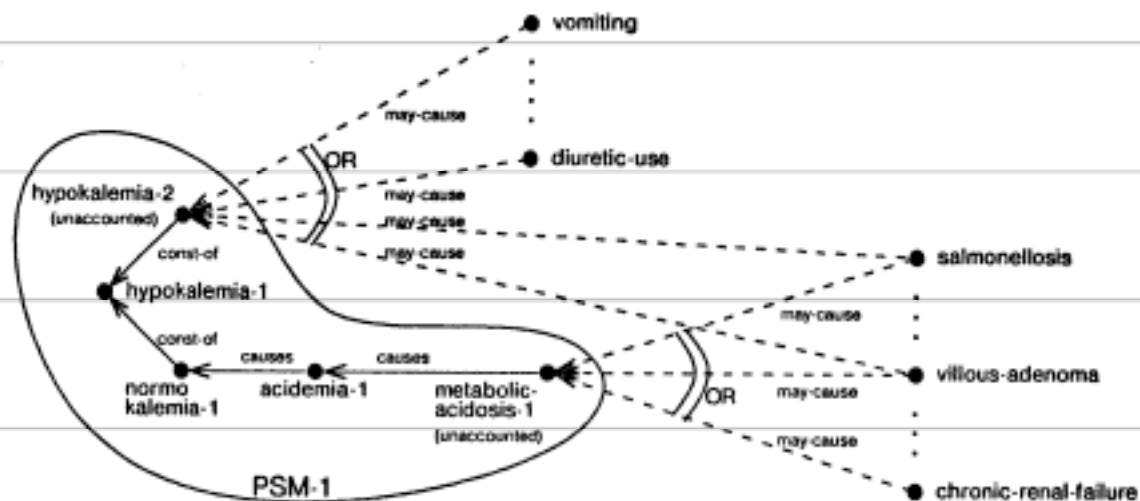 vomiting
may-cause
OR
diuretic-use
hypokalemia-2
(unaccounted)
may-cause
may-cause
may-cause
const-of
salmonellosis
hypokalemia-1
may-cause
const-of
causes
causes
normo
kalemia-1
acidemia-1
metabolic-
acidosis-1
(unaccounted)
villous-adenoma
may-cause
OR
may-cause
PSM-1
chronic-renal-failure